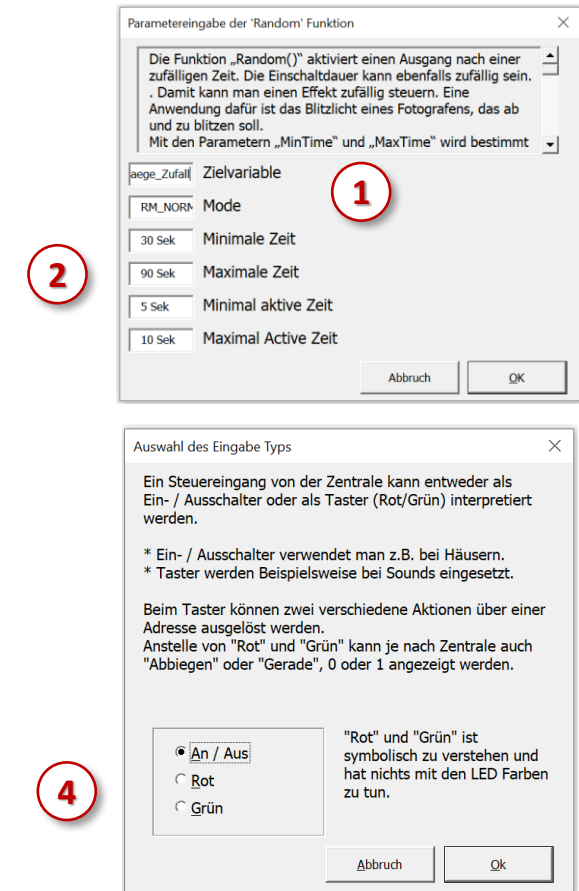 Parametereingabe der 'Random' Funktion
Die Funktion „Random()“ aktiviert einen Ausgang nach einer
zufälligen Zeit. Die Einschaltdauer kann ebenfalls zufällig sein.
. Damit kann man einen Effekt zufällig steuern. Eine
Anwendung dafür ist das Blitzlicht eines Fotografens, das ab
und zu blitzen soll.
Mit den Parametern „MinTime“ und „MaxTime“ wird bestimmt
aege_Zufall Zielvariable
1
RM_NORM Mode
30 Sek Minimale Zeit
2
90 Sek Maximale Zeit
5 Sek Minimal aktive Zeit
10 Sek Maximal Active Zeit
Abbruch OK
Auswahl des Eingabe Typs
Ein Steuereingang von der Zentrale kann entweder als
Ein- / Ausschalter oder als Taster (Rot/Grün) interpretiert
werden.
* Ein- / Ausschalter verwendet man z.B. bei Häusern.
* Taster werden Beispielsweise bei Sounds eingesetzt.
Beim Taster können zwei verschiedene Aktionen über einer
Adresse ausgelöst werden.
Anstelle von "Rot" und "Grün" kann je nach Zentrale auch
"Abbiegen" oder "Gerade", 0 oder 1 angezeigt werden.
An / Aus
Rot
Grün
4
"Rot" und "Grün" ist
symbolisch zu verstehen und
hat nichts mit den LED Farben
zu tun.
Abbruch Ok